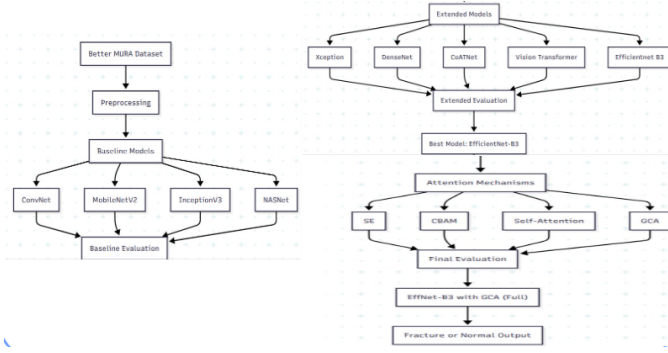 Better MURA Dataset
Preprocessing
Baseline Models
ConvNet
MobileNetV2
InceptionV3
NASNet
Baseline Evaluation
Extended Models
Xception
DenseNet
CoATNet
Vision Transformer
Efficientnet B3
Extended Evaluation
Best Model: EfficientNet-B3
Attention Mechanisms
SE
CBAM
Self-Attention
GCA
Final Evaluation
EffNet-B3 with GCA (Full)
Fracture or Normal Output